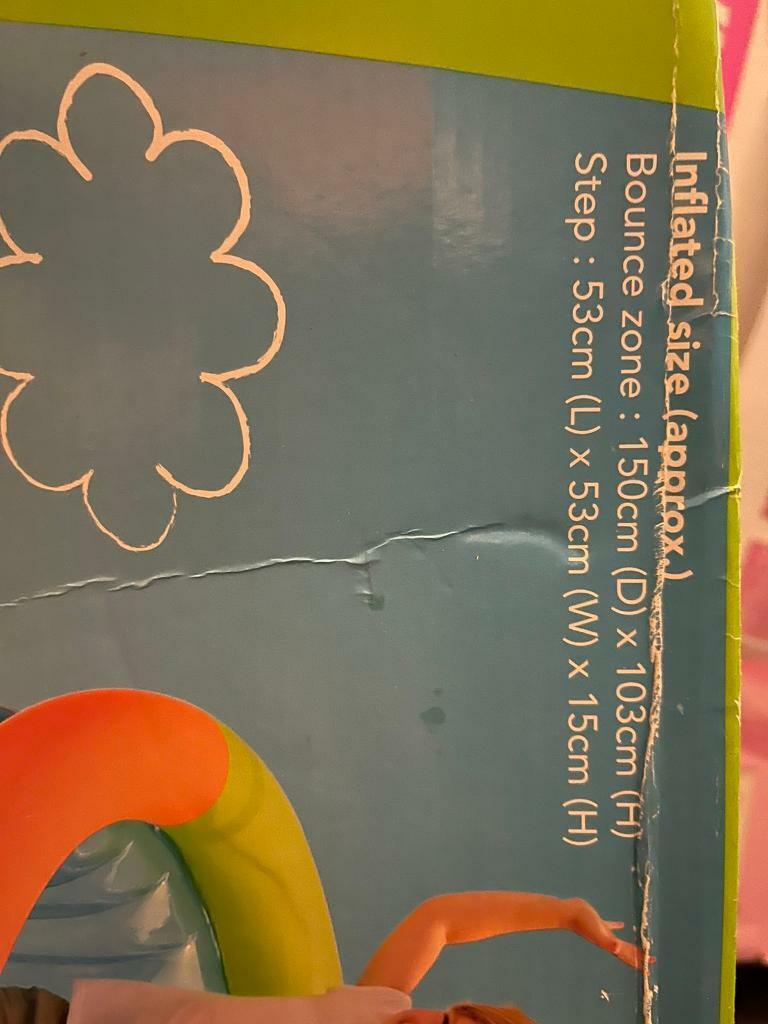 Inflated size (approx.)
Bounce zone : 150cm (D) x 103cm (H)
Step : 53cm (L) x 53cm (W) x 15cm (H)